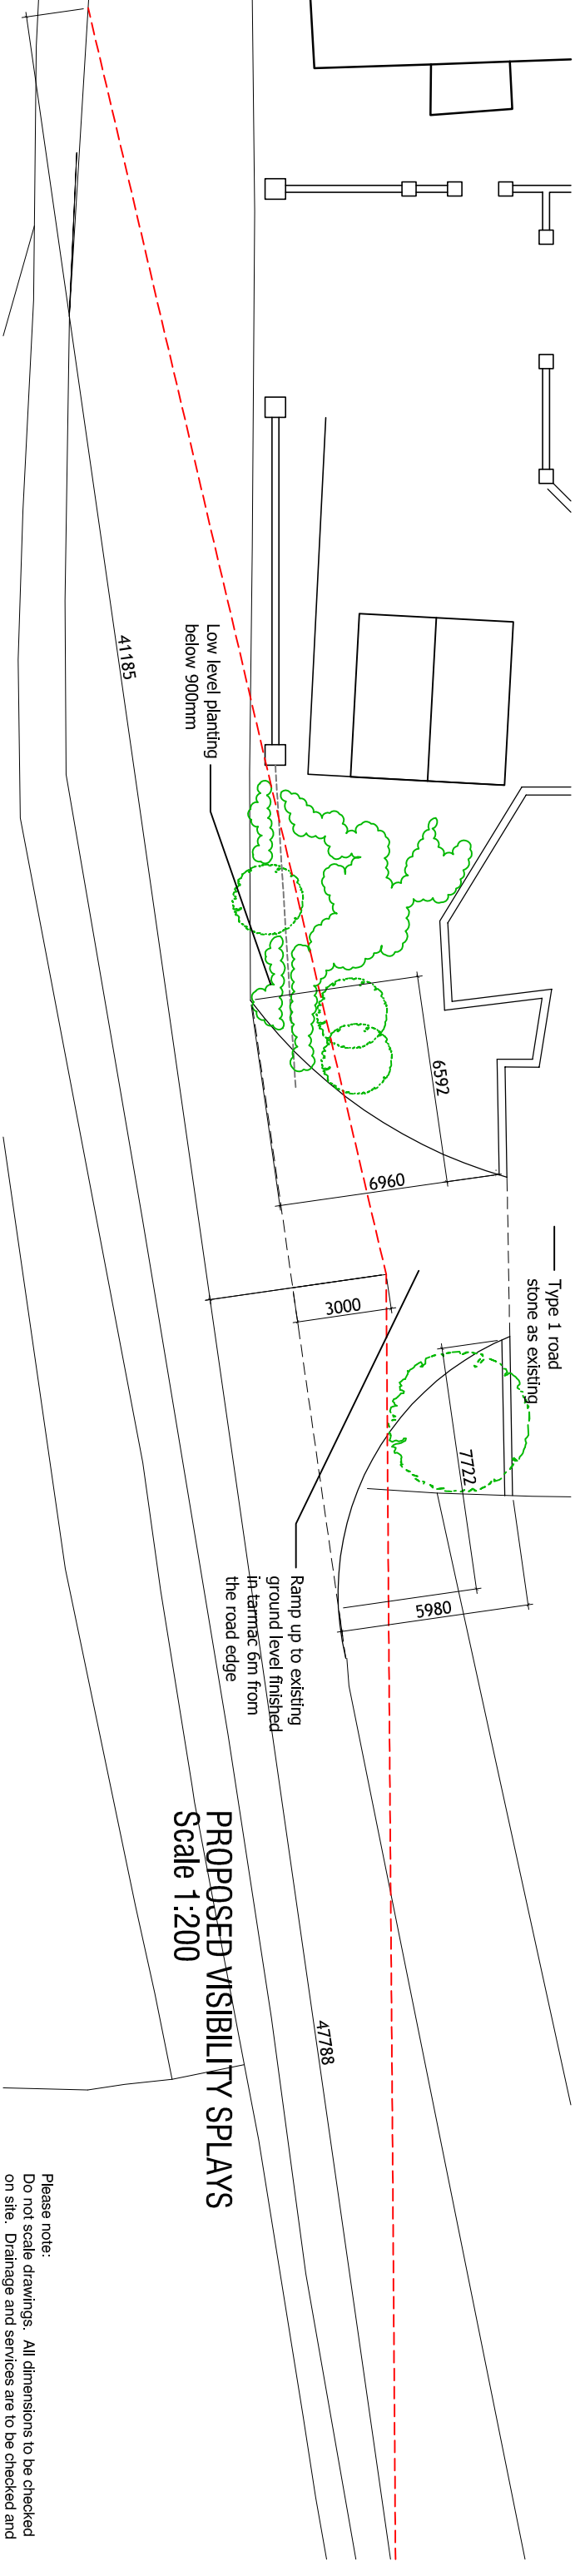 41185
Low level planting
below 900mm
6592
6960
3000
Type 1 road
stone as existing
7722
5980
Ramp up to existing
ground level finished
in tarmac 6m from
the road edge
PROPOSED VISIBILITY SPLAYS
Scale 1:200
47788
Please note:
Do not scale drawings. All dimensions to be checked
on site. Drainage and services are to be checked and